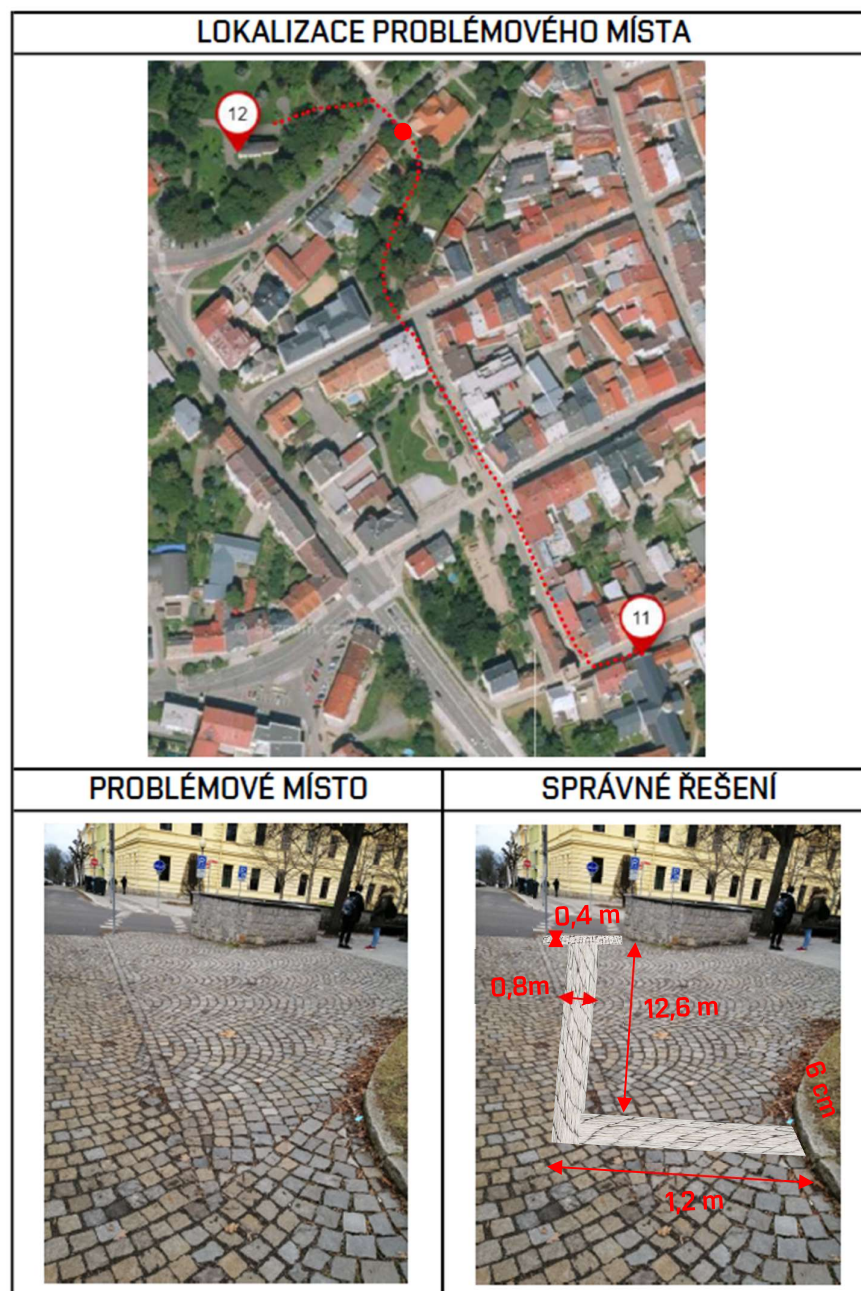 LOKALIZACE PROBLÉMOVÉHO MÍSTA
12
11
PROBLÉMOVÉ MÍSTO
SPRÁVNÉ ŘEŠENÍ
0,4 m
0,8m
12,6 m
6 cm
1,2 m